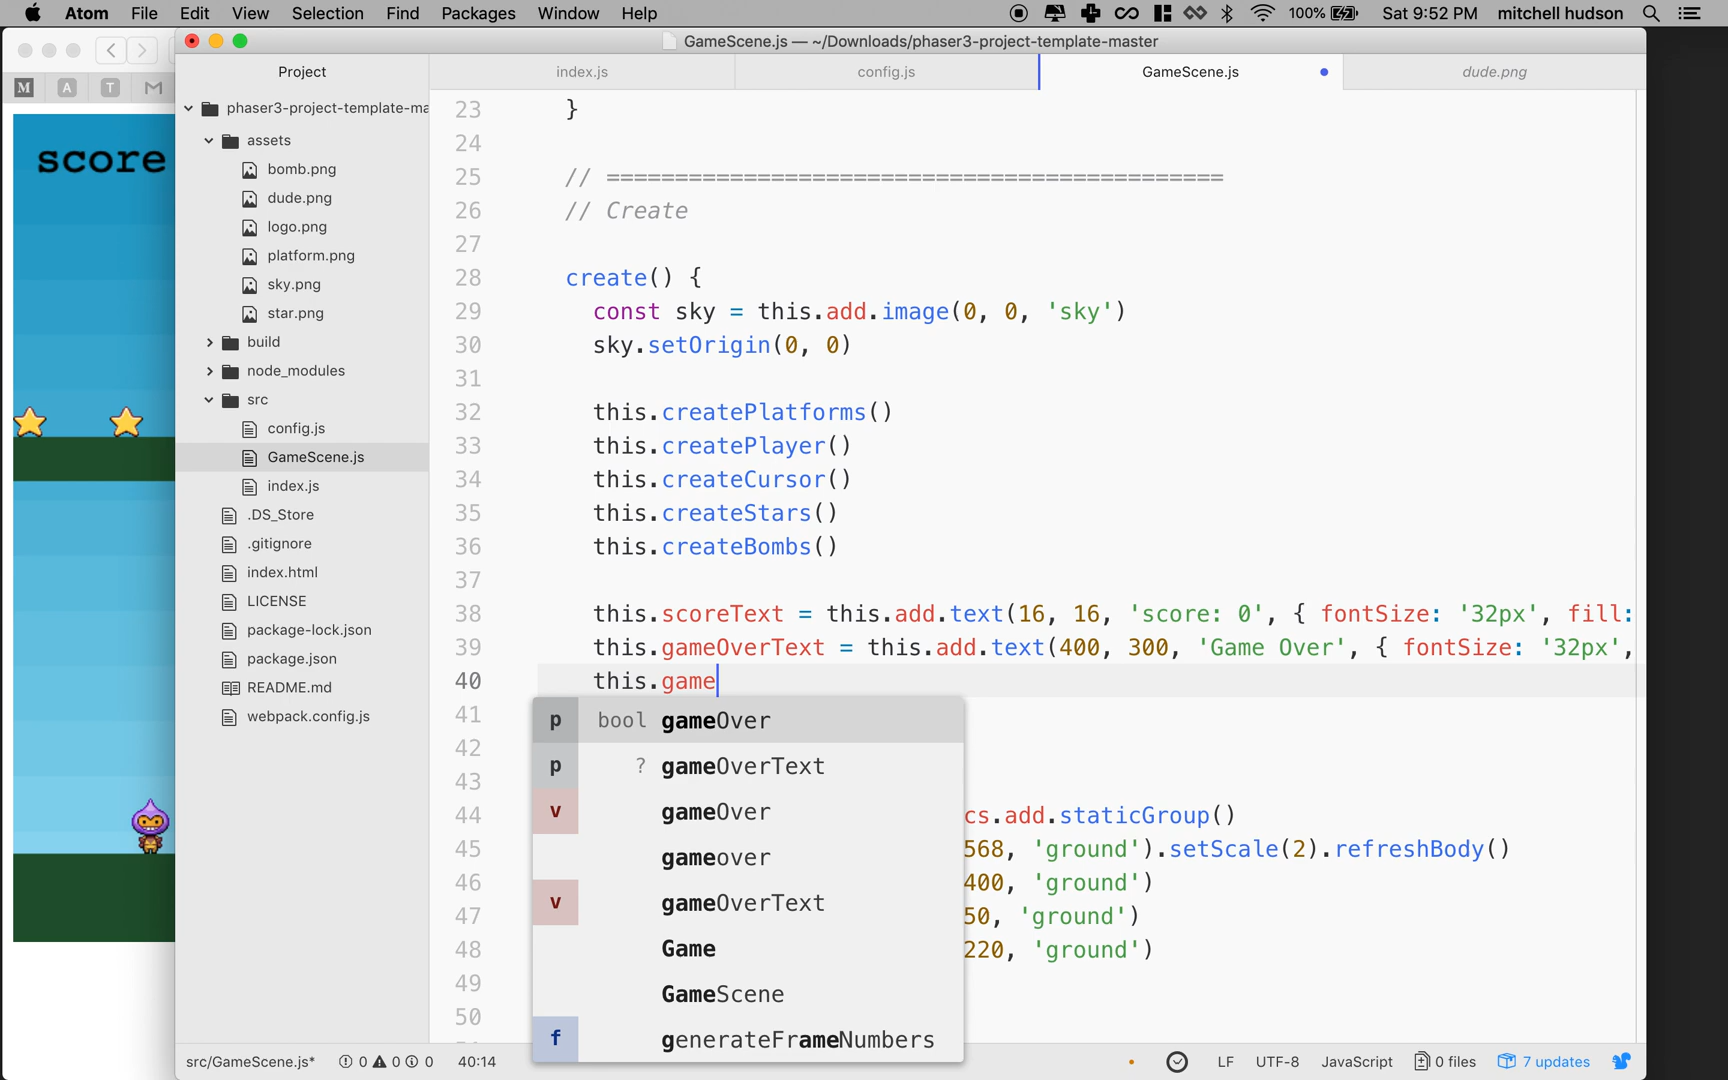 Atom File Edit View Selection Find Packages Window Help 100% Sat 9:52 PM mitchell hudson
GameScene.js — ~/Downloads/phaser3-project-template-master
M A T M
Project index.js config.js GameScene.js dude.png
score
phaser3-project-template-ma
assets
bomb.png
dude.png
logo.png
platform.png
sky.png
star.png
build
node_modules
src
config.js
GameScene.js
index.js
.DS_Store
.gitignore
index.html
LICENSE
package-lock.json
package.json
README.md
webpack.config.js
23 }
24
25 // =============================================
26 // Create
27
28 create() {
29 const sky = this.add.image(0, 0, 'sky')
30 sky.setOrigin(0, 0)
31
32 this.createPlatforms()
33 this.createPlayer()
34 this.createCursor()
35 this.createStars()
36 this.createBombs()
37
38 this.scoreText = this.add.text(16, 16, 'score: 0', { fontSize: '32px', fill:
39 this.gameOverText = this.add.text(400, 300, 'Game Over', { fontSize: '32px',
40 this.game
41
42
43
44 cs.add.staticGroup()
45 568, 'ground').setScale(2).refreshBody()
46 400, 'ground')
47 50, 'ground')
48 220, 'ground')
49
50
p bool gameOver
p ? gameOverText
v gameOver
gameover
v gameOverText
Game
GameScene
f generateFrameNumbers
src/GameScene.js* 0 0 0 40:14 LF UTF-8 JavaScript 0 files 7 updates